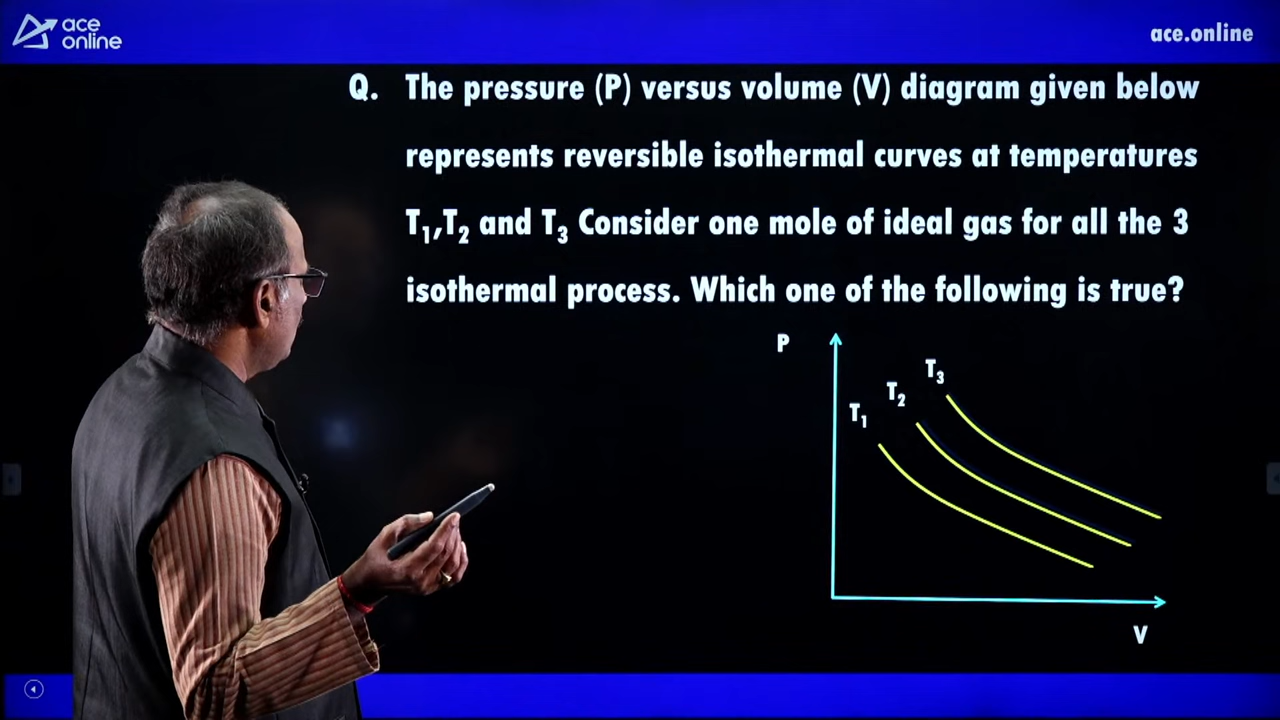 ace
online
ace.online
Q. The pressure (P) versus volume (V) diagram given below
represents reversible isothermal curves at temperatures
T₁,T₂ and T₃ Consider one mole of ideal gas for all the 3
isothermal process. Which one of the following is true?
P
T₃
T₂
T₁
V